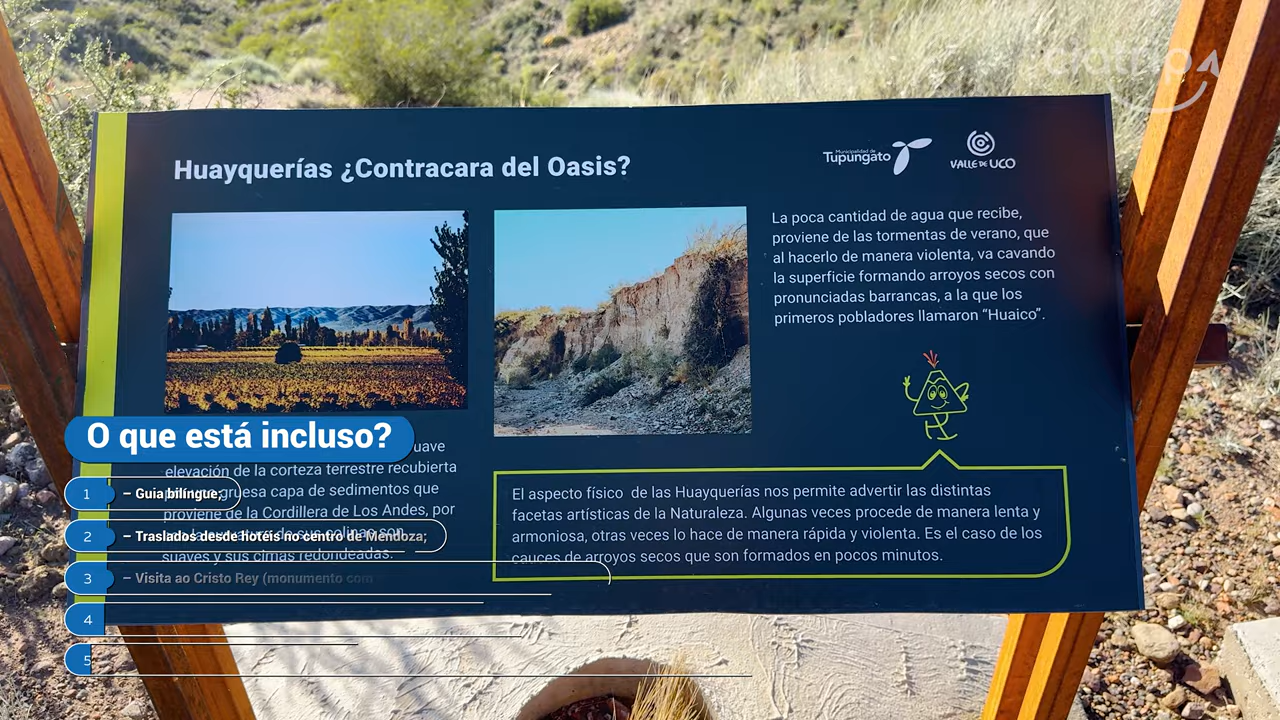 Huayquerías ¿Contracara del Oasis?
Municipalidad de
Tupungato
VALLE DE UCO
La poca cantidad de agua que recibe,
proviene de las tormentas de verano, que
al hacerlo de manera violenta, va cavando
la superficie formando arroyos secos con
pronunciadas barrancas, a la que los
primeros pobladores llamaron “Huaico”.
elevación de la corteza terrestre recubierta
gruesa capa de sedimentos que
proviene de la Cordillera de Los Andes, por
suaves y sus cimas redondeadas.
El aspecto físico de las Huayquerías nos permite advertir las distintas
facetas artísticas de la Naturaleza. Algunas veces procede de manera lenta y
armoniosa, otras veces lo hace de manera rápida y violenta. Es el caso de los
cauces de arroyos secos que son formados en pocos minutos.
O que está incluso?
1 – Guia bilíngue;
2 – Traslados desde hotéis no centro de Mendoza;
3 – Visita ao Cristo Rey (monumento com
4
5